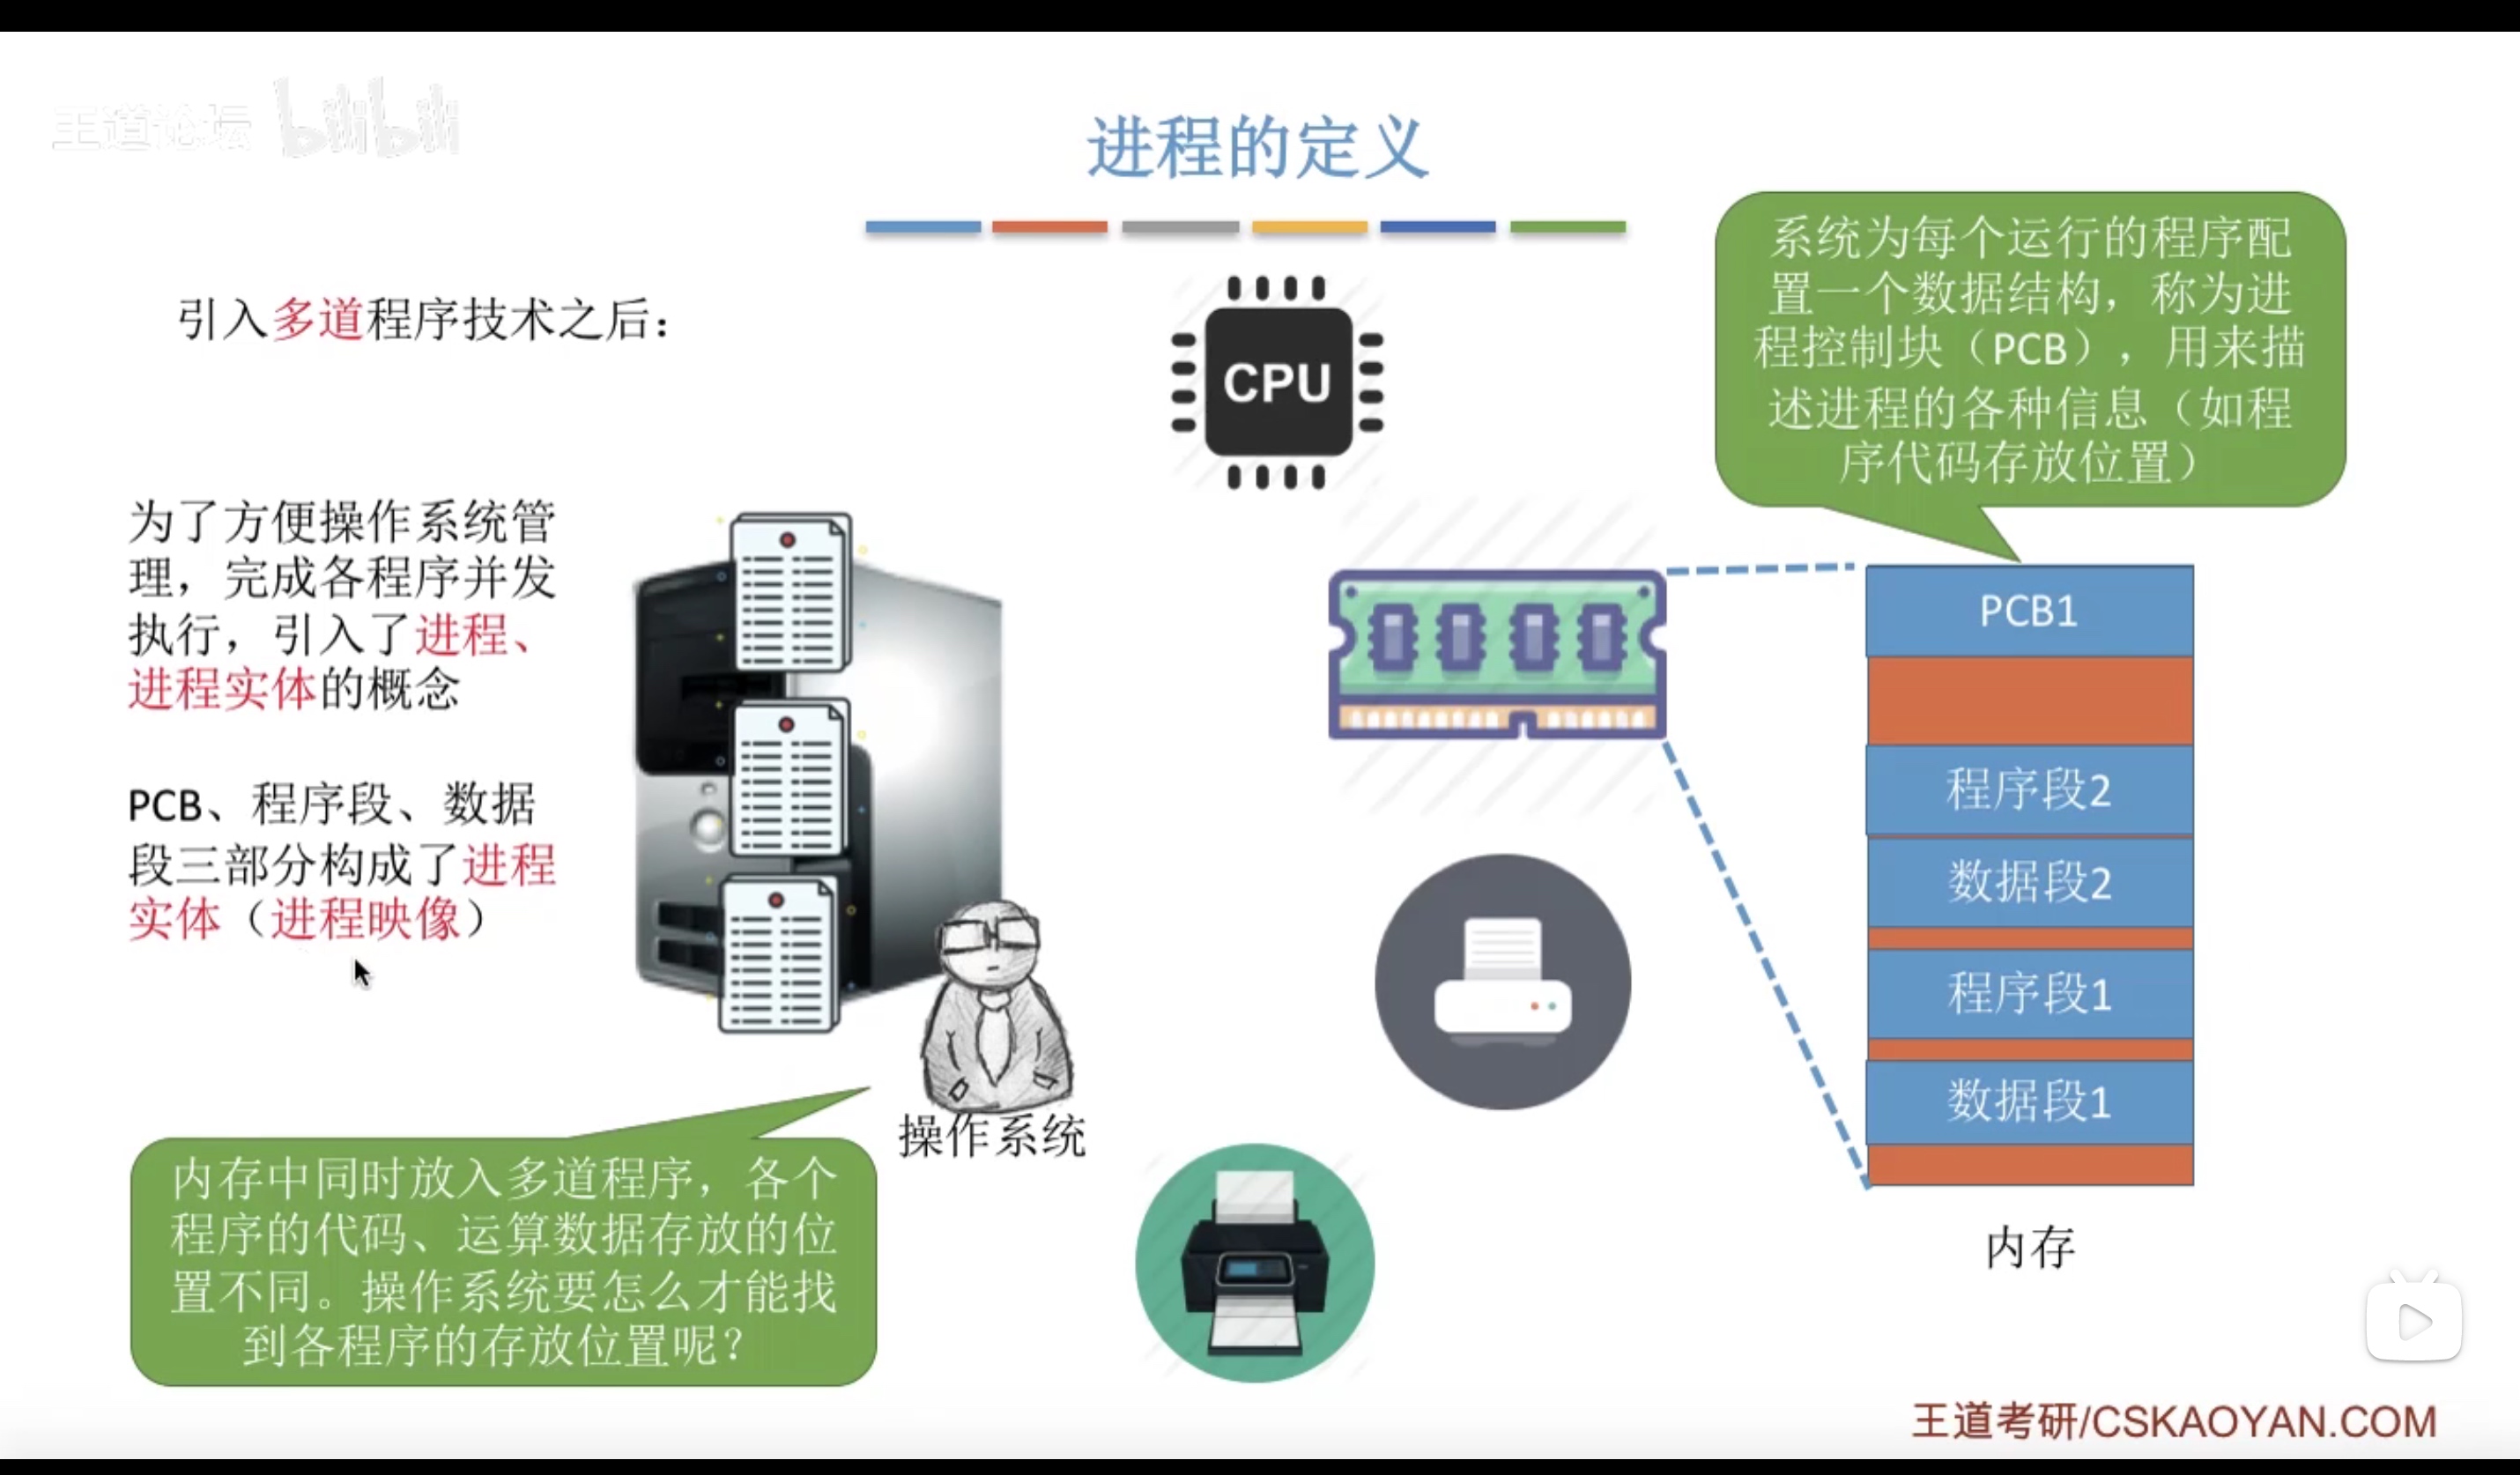 王道论坛 bilibili
进程的定义
引入多道程序技术之后：
CPU
系统为每个运行的程序配
置一个数据结构，称为进
程控制块（PCB），用来描
述进程的各种信息（如程
序代码存放位置）
为了方便操作系统管
理，完成各程序并发
执行，引入了进程、
进程实体的概念
PCB、程序段、数据
段三部分构成了进程
实体（进程映像）
PCB1
程序段2
数据段2
程序段1
数据段1
内存
操作系统
内存中同时放入多道程序，各个
程序的代码、运算数据存放的位
置不同。操作系统要怎么才能找
到各程序的存放位置呢？
王道考研/CSKAOYAN.COM